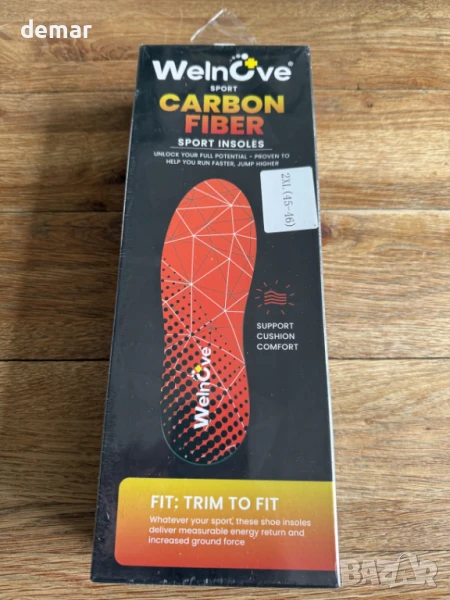 demar
WelnOve®
SPORT
CARBON
FIBER
SPORT INSOLES
UNLOCK YOUR FULL POTENTIAL - PROVEN TO
HELP YOU RUN FASTER, JUMP HIGHER
2XL (45-46)
SUPPORT
CUSHION
COMFORT
WelnOve
FIT: TRIM TO FIT
Whatever your sport, these shoe insoles
deliver measurable energy return and
increased ground force
BAZAR